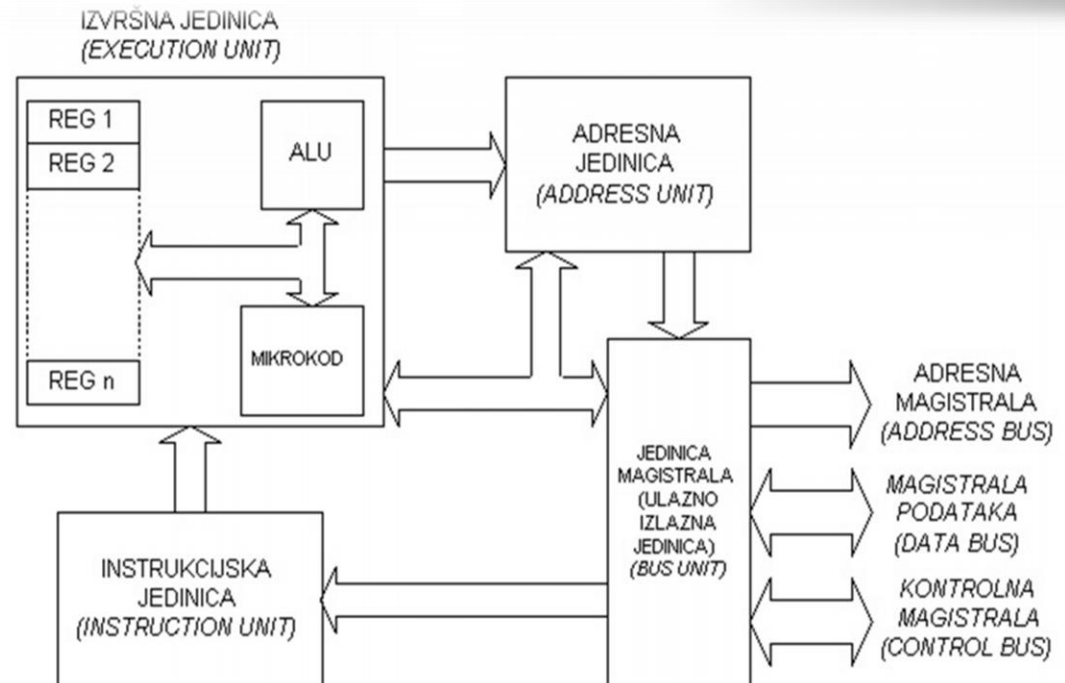 IZVRŠNA JEDINICA
(EXECUTION UNIT)
REG 1
REG 2
REG n
ALU
MIKROKOD
ADRESNA
JEDINICA
(ADDRESS UNIT)
INSTRUKCIJSKA
JEDINICA
(INSTRUCTION UNIT)
JEDINICA
MAGISTRALA
(ULAZNO
IZLAZNA
JEDINICA)
(BUS UNIT)
ADRESNA
MAGISTRALA
(ADDRESS BUS)
MAGISTRALA
PODATAKA
(DATA BUS)
KONTROLNA
MAGISTRALA
(CONTROL BUS)